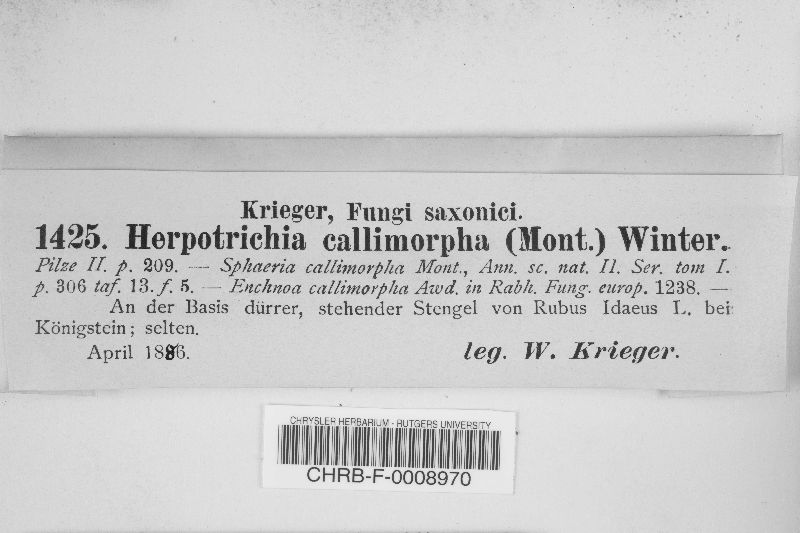 Krieger, Fungi saxonici.
1425. Herpotrichia callimorpha (Mont.) Winter.
Pilze II. p. 209. — Sphaeria callimorpha Mont., Ann. sc. nat. II. Ser. tom I.
p. 306 taf. 13. f. 5. — Enchnoa callimorpha Awd. in Rabh. Fung. europ. 1238. —
An der Basis dürrer, stehender Stengel von Rubus Idaeus L. bei
Königstein; selten.
April 1886. leg. W. Krieger.
CHRYSLER HERBARIUM - RUTGERS UNIVERSITY
CHRB-F-0008970